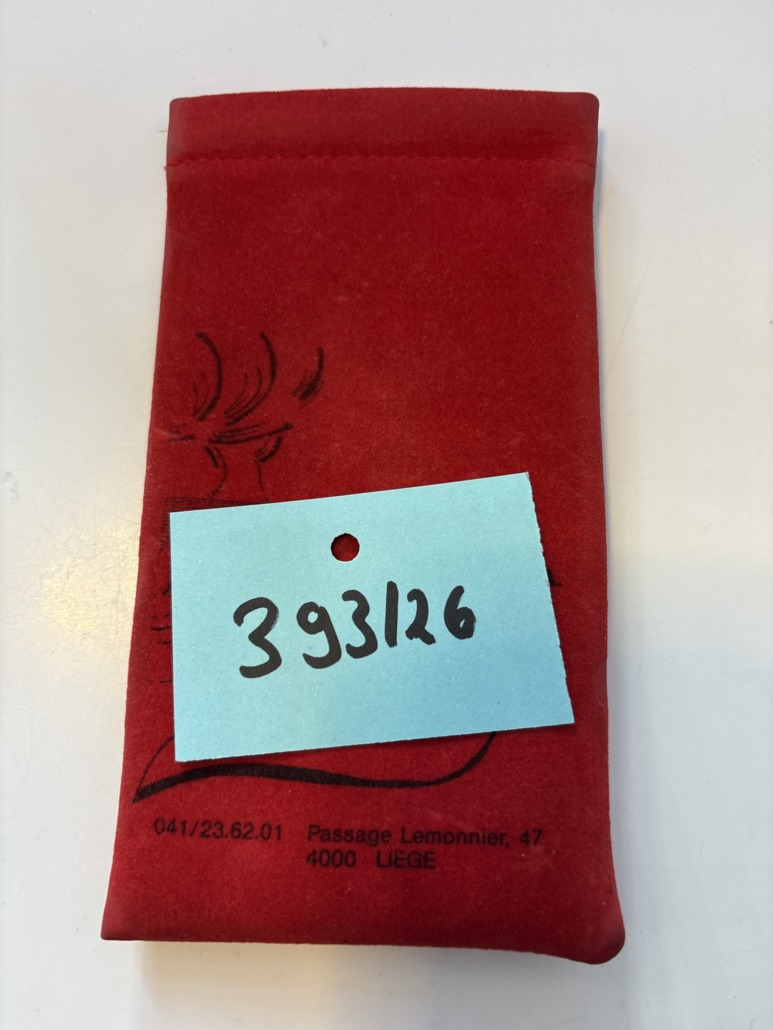 393/26
041/23.62.01 Passage Lemonnier, 47
4000 LIEGE